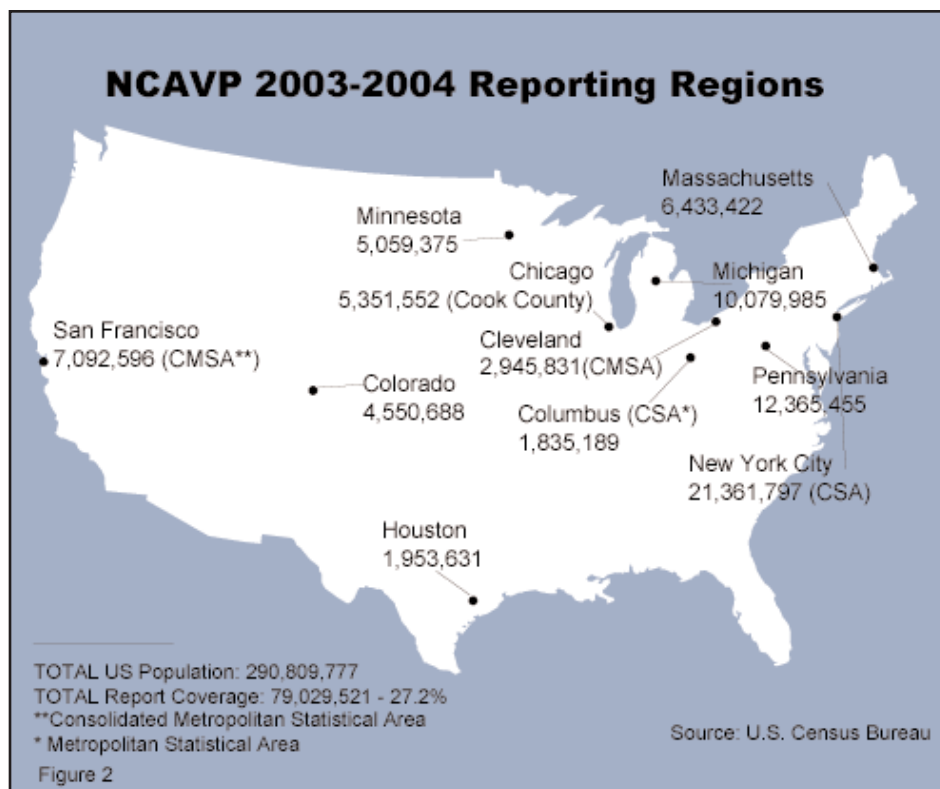 NCAVP 2003-2004 Reporting Regions
Massachusetts
6,433,422
Minnesota
5,059,375
Chicago
5,351,552 (Cook County)
Michigan
10,079,985
San Francisco
7,092,596 (CMSA**)
Cleveland
2,945,831(CMSA)
Colorado
4,550,688
Pennsylvania
12,365,455
Columbus (CSA*)
1,835,189
New York City
21,361,797 (CSA)
Houston
1,953,631
TOTAL US Population: 290,809,777
TOTAL Report Coverage: 79,029,521 - 27.2%
**Consolidated Metropolitan Statistical Area
* Metropolitan Statistical Area
Source: U.S. Census Bureau
Figure 2